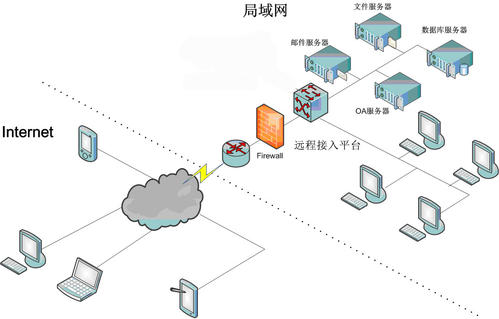 局域网
文件服务器
数据库服务器
邮件服务器
OA服务器
Internet
Firewall
远程接入平台